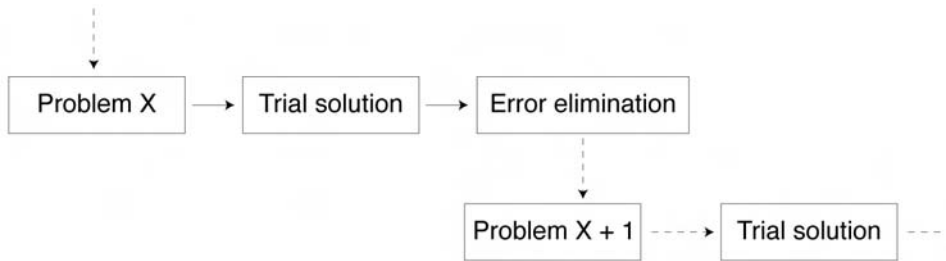 Problem X
Trial solution
Error elimination
Problem X + 1
Trial solution